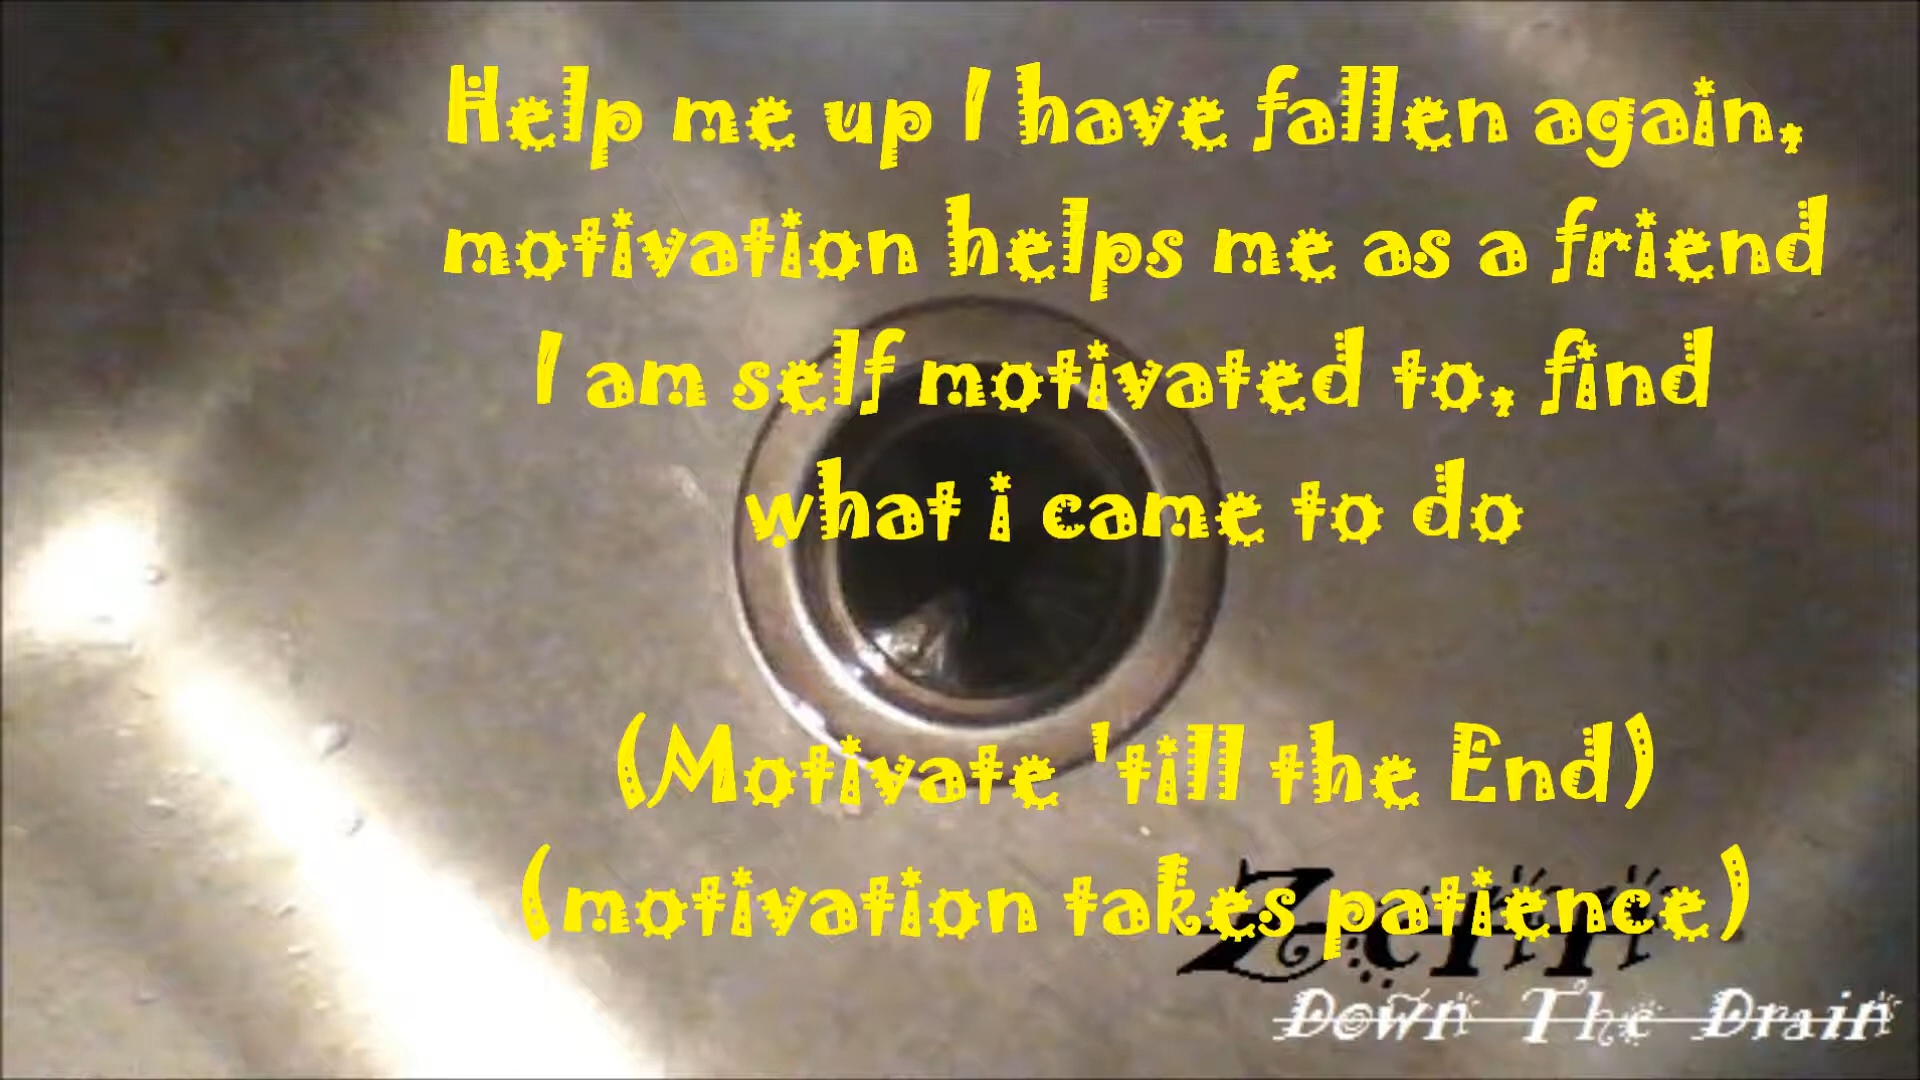 Help me up I have fallen again,
motivation helps me as a friend
I am self motivated to, find
what i came to do
(Motivate 'till the End)
(motivation takes patience)
Down The Drain